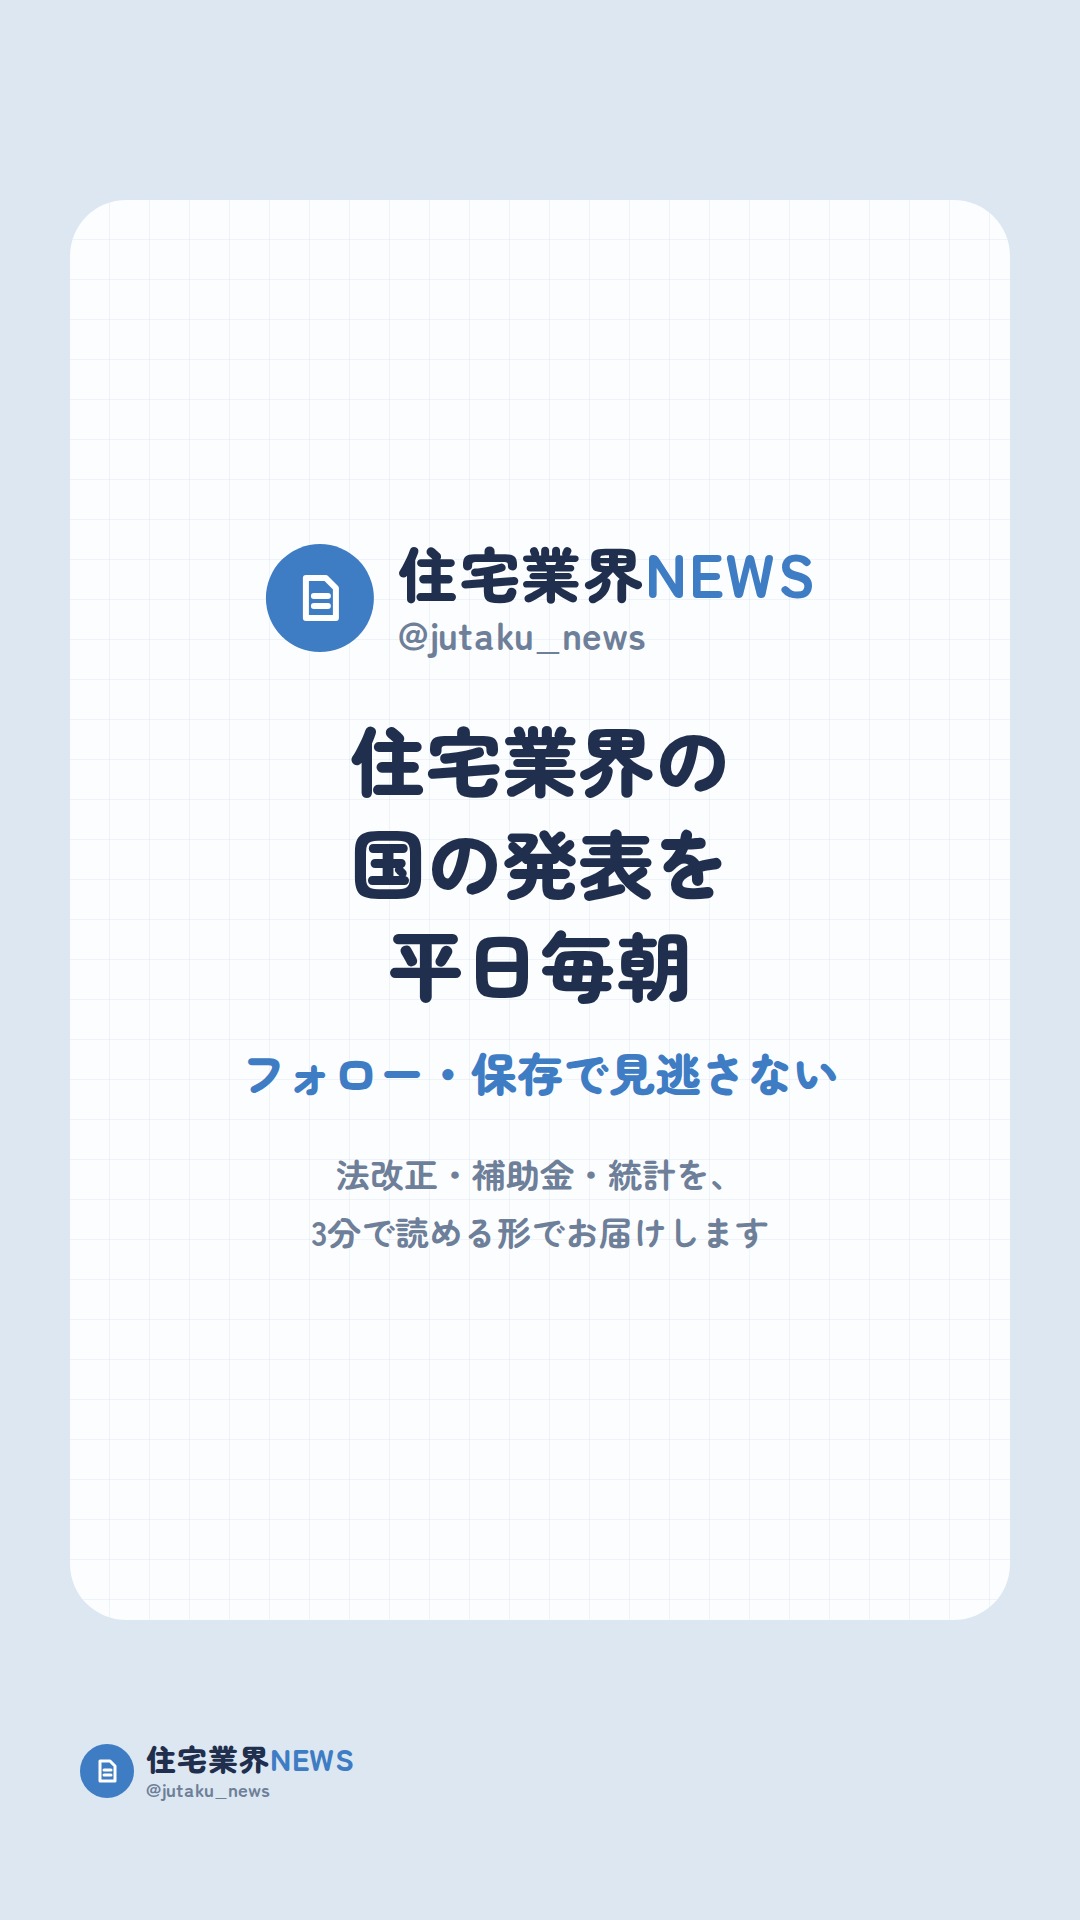 住宅業界NEWS
@jutaku_news
住宅業界の
国の発表を
平日毎朝
フォロー・保存で見逃さない
法改正・補助金・統計を、
3分で読める形でお届けします
住宅業界NEWS
@jutaku_news